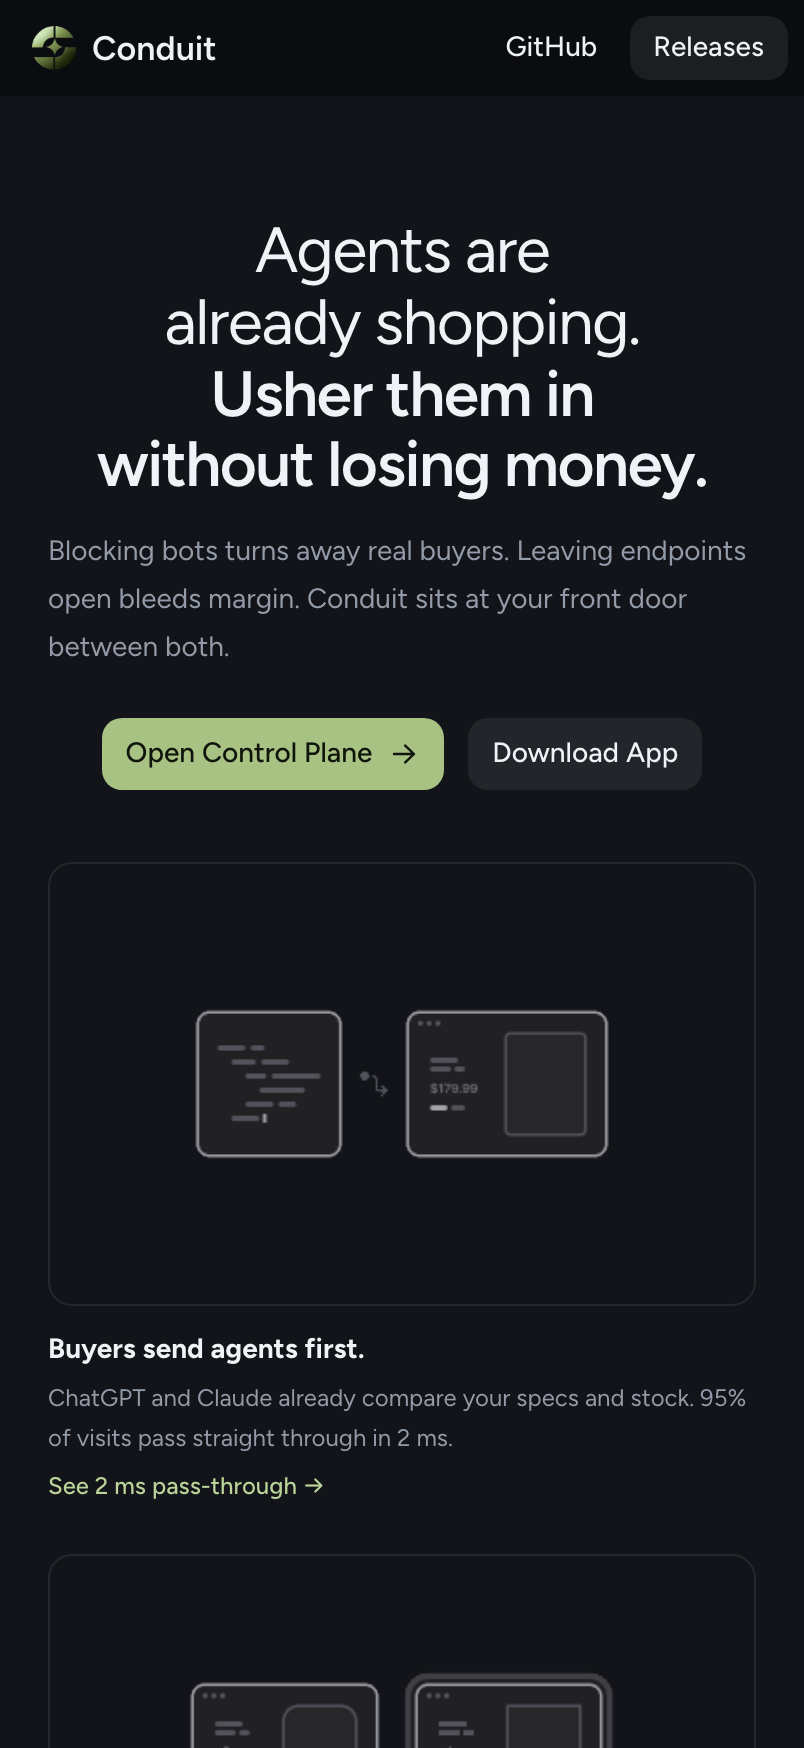 Conduit
GitHub
Releases
Agents are
already shopping.
Usher them in
without losing money.
Blocking bots turns away real buyers. Leaving endpoints
open bleeds margin. Conduit sits at your front door
between both.
Open Control Plane →
Download App
$179.99
Buyers send agents first.
ChatGPT and Claude already compare your specs and stock. 95%
of visits pass straight through in 2 ms.
See 2 ms pass-through →